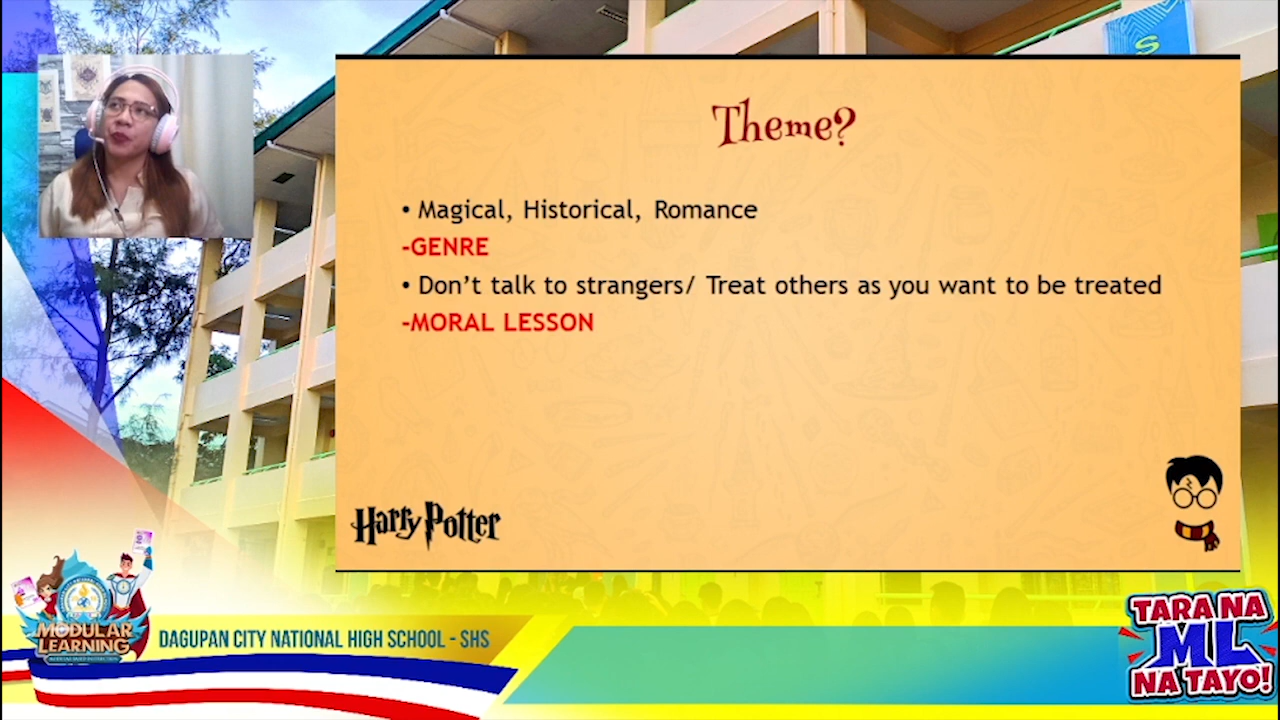 Theme?
• Magical, Historical, Romance
-GENRE
• Don’t talk to strangers/ Treat others as you want to be treated
-MORAL LESSON
Harry Potter
MODULAR
LEARNING
DAGUPAN CITY NATIONAL HIGH SCHOOL - SHS
TARA NA
ML
NA TAYO!